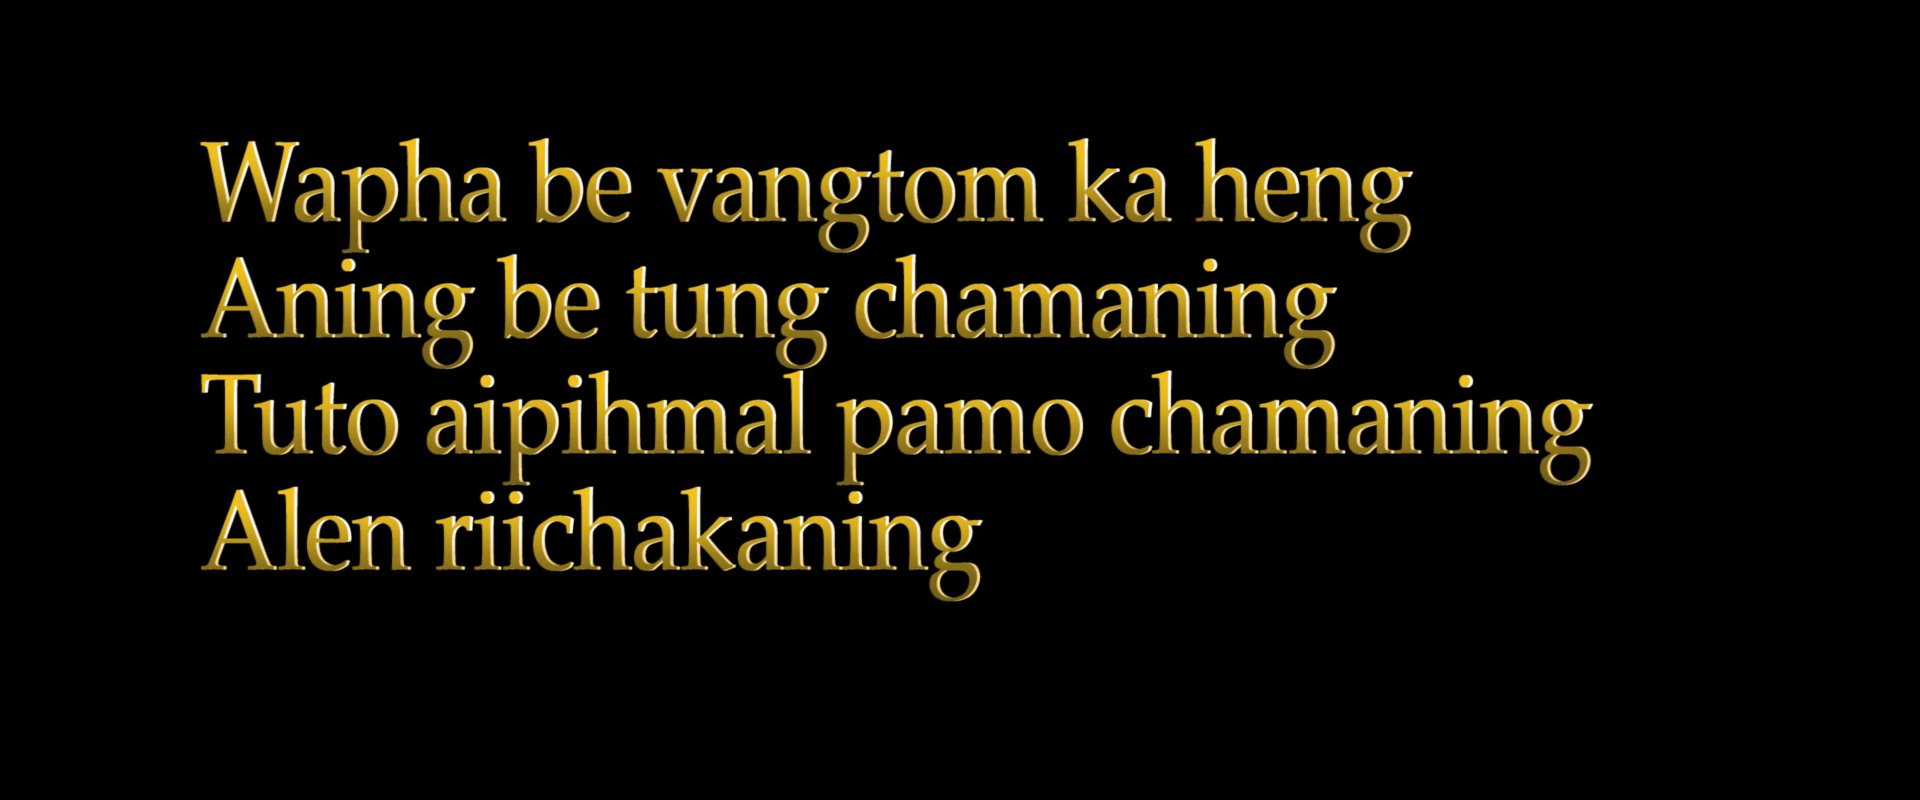 Wapha be vangtom ka heng
Aning be tung chamaning
Tuto aipihmal pamo chamaning
Alen riichakaning